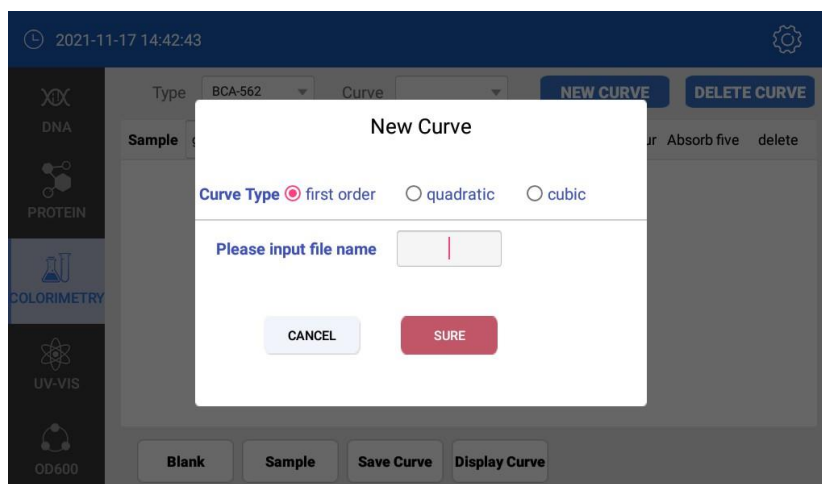 2021-11-17 14:42:43
DNA
PROTEIN
COLORIMETRY
UV-VIS
OD600
Type BCA-562 Curve NEW CURVE DELETE CURVE
Sample Absorb five delete
New Curve
Curve Type first order quadratic cubic
Please input file name
CANCEL SURE
Blank Sample Save Curve Display Curve